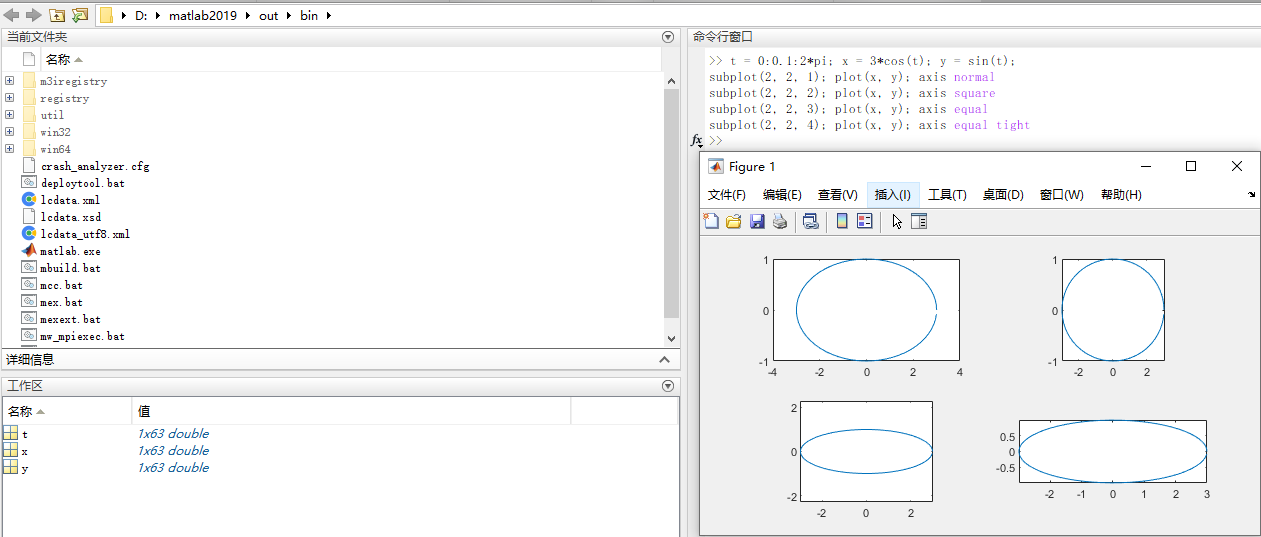 D: matlab2019 out bin
当前文件夹
名称
m3iregistry
registry
util
win32
win64
crash_analyzer.cfg
deploytool.bat
lcdata.xml
lcdata.xsd
lcdata_utf8.xml
matlab.exe
mbuild.bat
mcc.bat
mex.bat
mexext.bat
mw_mpiexec.bat
详细信息
工作区
名称 值
t 1x63 double
x 1x63 double
y 1x63 double
命令行窗口
>> t = 0:0.1:2*pi; x = 3*cos(t); y = sin(t);
subplot(2, 2, 1); plot(x, y); axis normal
subplot(2, 2, 2); plot(x, y); axis square
subplot(2, 2, 3); plot(x, y); axis equal
subplot(2, 2, 4); plot(x, y); axis equal tight
fx >>
Figure 1
文件(F) 编辑(E) 查看(V) 插入(I) 工具(T) 桌面(D) 窗口(W) 帮助(H)
1
0
-1
-4 -2 0 2 4
1
0
-1
-2 0 2
2
0
-2
-2 0 2
0.5
0
-0.5
-2 -1 0 1 2 3